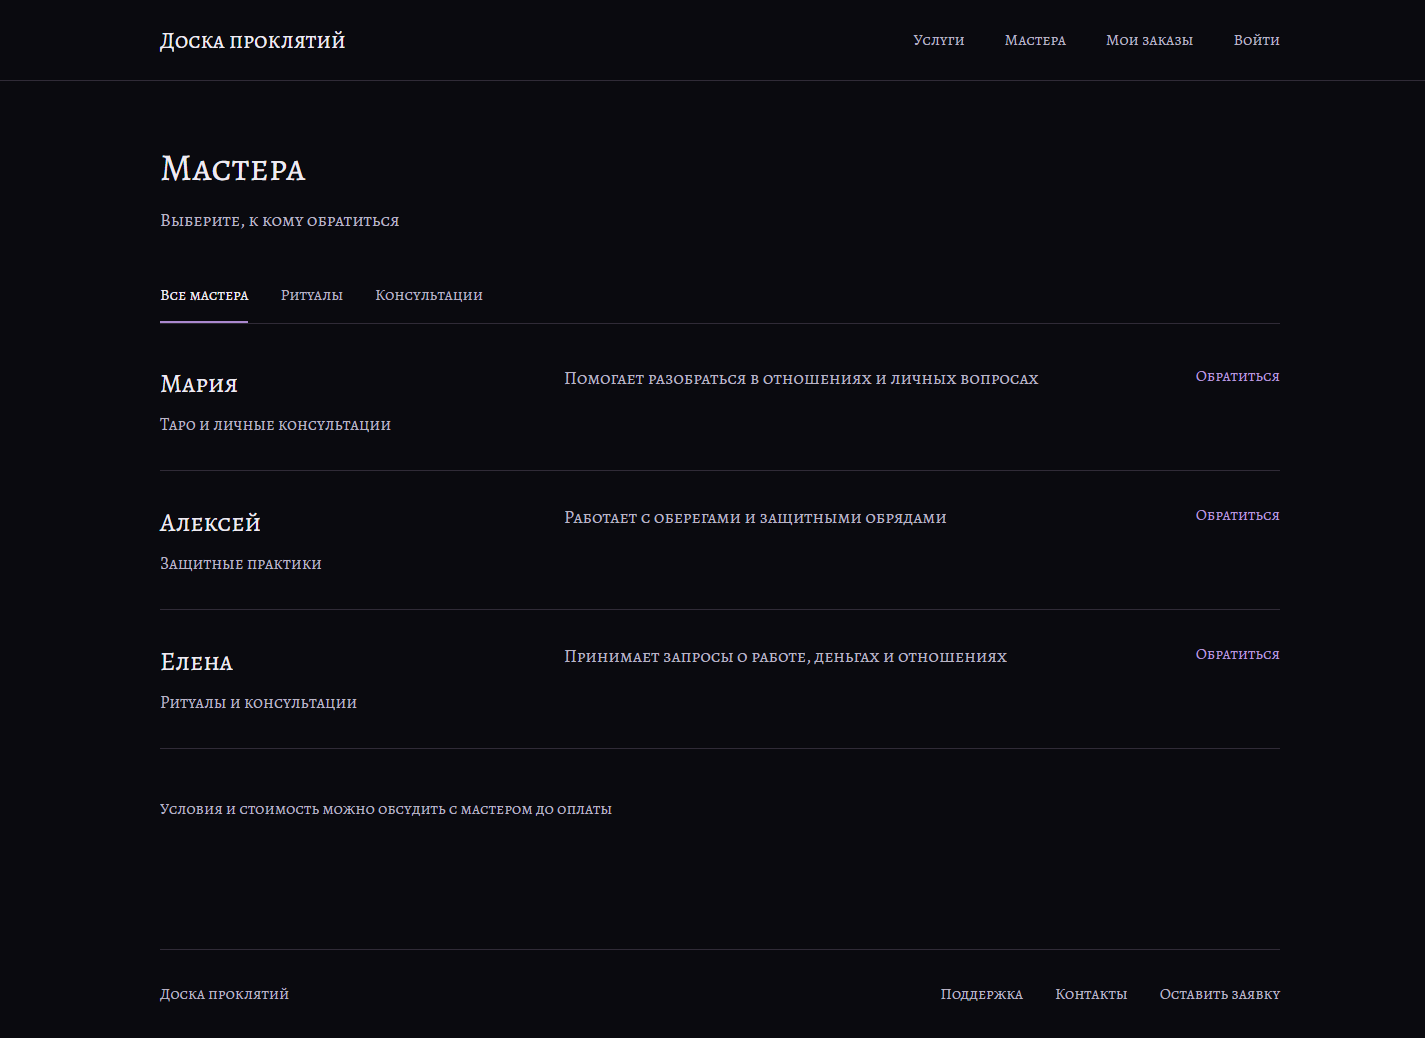 Доска проклятий
Услуги Мастера Мои заказы Войти
Мастера
Выберите, к кому обратиться
Все мастера Ритуалы Консультации
Мария
Помогает разобраться в отношениях и личных вопросах
Обратиться
Таро и личные консультации
Алексей
Работает с оберегами и защитными обрядами
Обратиться
Защитные практики
Елена
Принимает запросы о работе, деньгах и отношениях
Обратиться
Ритуалы и консультации
Условия и стоимость можно обсудить с мастером до оплаты
Доска проклятий
Поддержка Контакты Оставить заявку